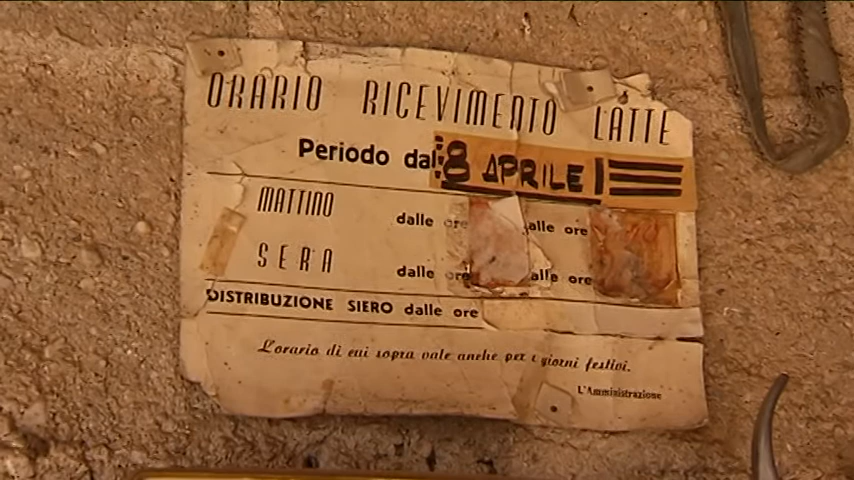 ORARIO RICEVIMENTO LATTE
Periodo dal 8 APRILE
MATTINO dalle ore alle ore
SERA dalle ore alle ore
DISTRIBUZIONE SIERO dalle ore
L'orario di cui sopra vale anche per i giorni festivi.
L'Amministrazione